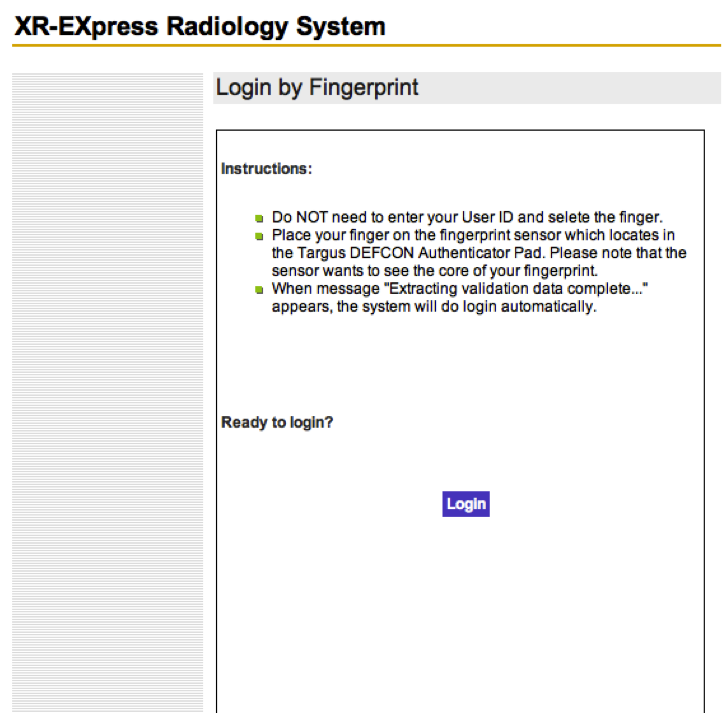 XR-EXpress Radiology System
Login by Fingerprint
Instructions:
Do NOT need to enter your User ID and selete the finger.
Place your finger on the fingerprint sensor which locates in
the Targus DEFCON Authenticator Pad. Please note that the
sensor wants to see the core of your fingerprint.
When message "Extracting validation data complete..."
appears, the system will do login automatically.
Ready to login?
Login